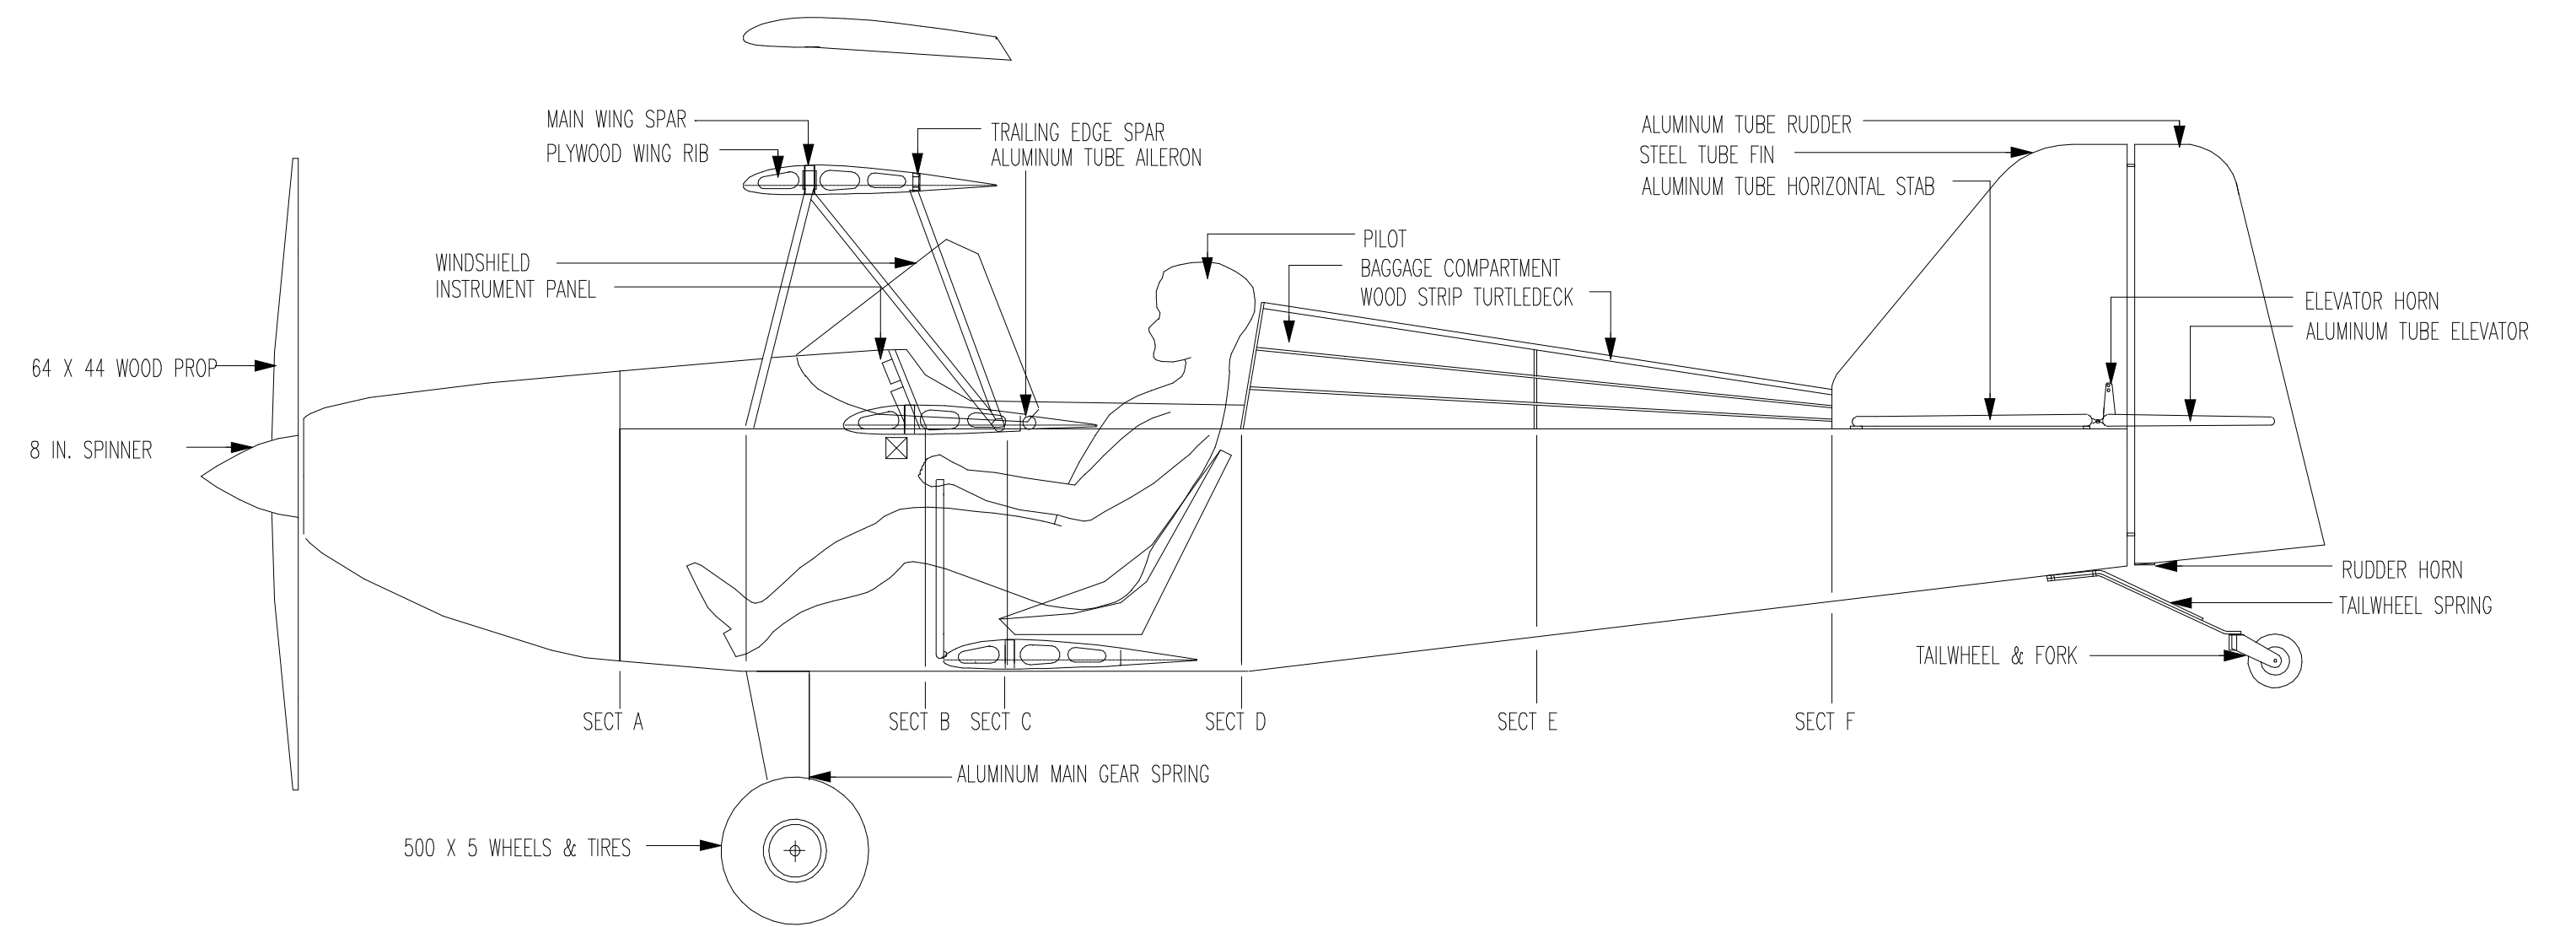 MAIN WING SPAR
PLYWOOD WING RIB
TRAILING EDGE SPAR
ALUMINUM TUBE AILERON
ALUMINUM TUBE RUDDER
STEEL TUBE FIN
ALUMINUM TUBE HORIZONTAL STAB
WINDSHIELD
INSTRUMENT PANEL
PILOT
BAGGAGE COMPARTMENT
WOOD STRIP TURTLEDECK
ELEVATOR HORN
ALUMINUM TUBE ELEVATOR
64 X 44 WOOD PROP
8 IN. SPINNER
RUDDER HORN
TAILWHEEL SPRING
TAILWHEEL & FORK
SECT A
SECT B
SECT C
SECT D
SECT E
SECT F
ALUMINUM MAIN GEAR SPRING
500 X 5 WHEELS & TIRES